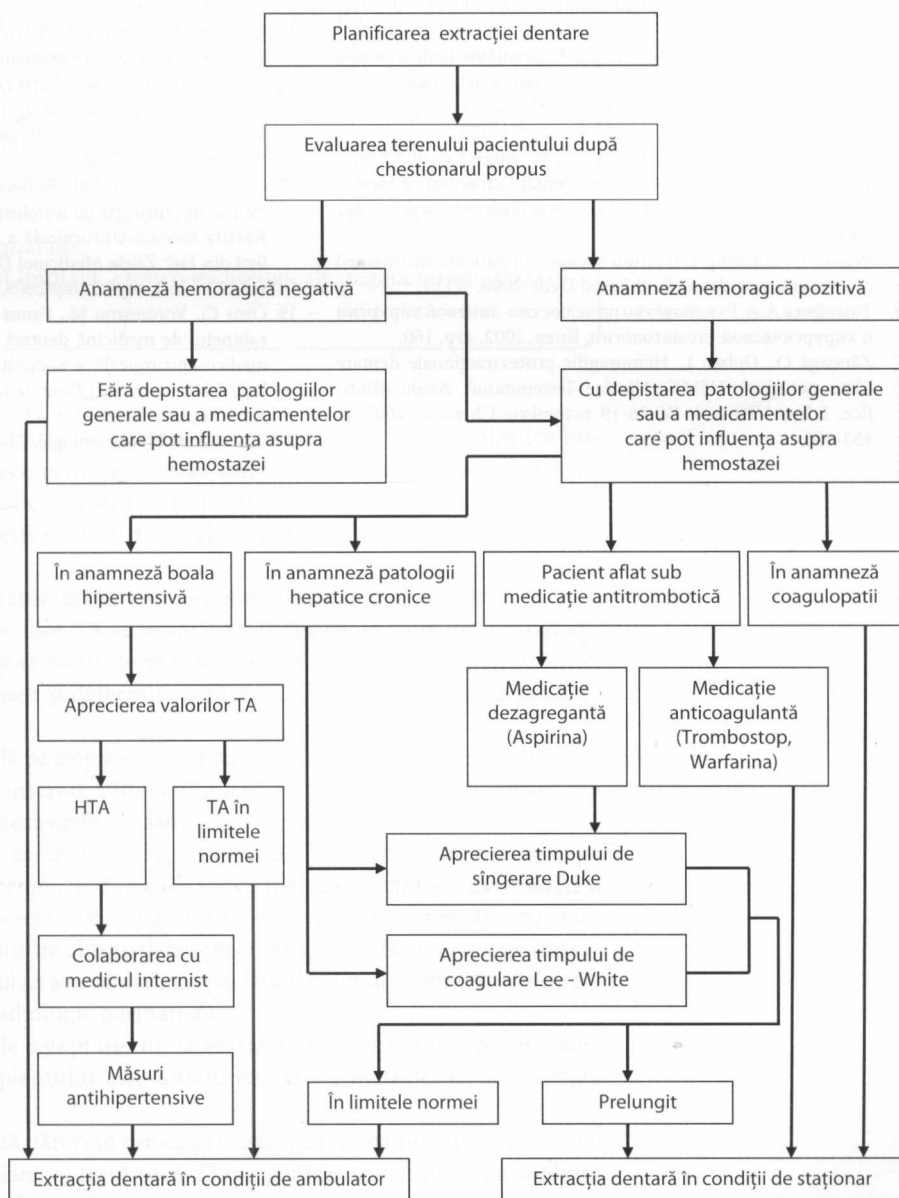 Planificarea extracției dentare
Evaluarea terenului pacientului după
chestionarul propus
Anamneză hemoragică negativă
Anamneză hemoragică pozitivă
Fără depistarea patologiilor
generale sau a medicamentelor
care pot influența asupra
hemostazei
Cu depistarea patologiilor generale
sau a medicamentelor
care pot influența asupra
hemostazei
În anamneză boala
hipertensivă
În anamneză patologii
hepatice cronice
Pacient aflat sub
medicație antitrombotică
În anamneză
coagulopatii
Aprecierea valorilor TA
Medicație
dezagregantă
(Aspirina)
Medicație
anticoagulantă
(Trombostop,
Warfarina)
HTA
TA în
limitele
normei
Aprecierea timpului de
sîngerare Duke
Colaborarea cu
medicul internist
Aprecierea timpului de
coagulare Lee - White
Măsuri
antihipertensive
În limitele normei
Prelungit
Extracția dentară în condiții de ambulator
Extracția dentară în condiții de staționar